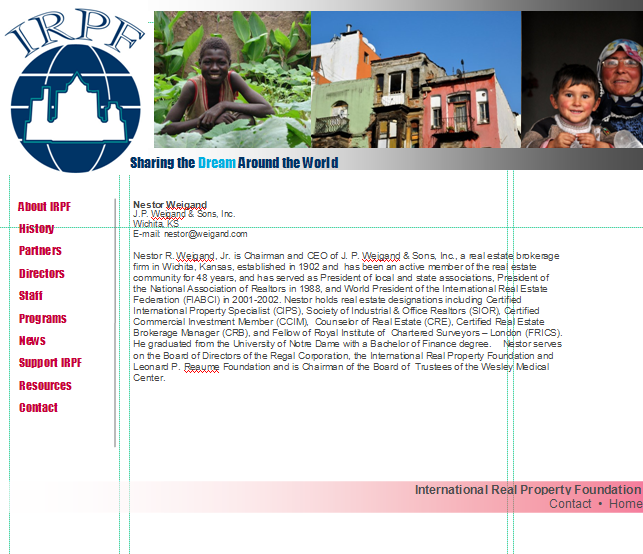 IRPF
Sharing the Dream Around the World
About IRPF
History
Partners
Directors
Staff
Programs
News
Support IRPF
Resources
Contact
Nestor Weigand
J.P. Weigand & Sons, Inc.
Wichita, KS
E-mail: nestor@weigand.com
Nestor R. Weigand, Jr. is Chairman and CEO of J. P. Weigand & Sons, Inc., a real estate brokerage
firm in Wichita, Kansas, established in 1902 and has been an active member of the real estate
community for 48 years, and has served as President of local and state associations, President of
the National Association of Realtors in 1988, and World President of the International Real Estate
Federation (FIABCI) in 2001-2002. Nestor holds real estate designations including Certified
International Property Specialist (CIPS), Society of Industrial & Office Realtors (SIOR), Certified
Commercial Investment Member (CCIM), Counselor of Real Estate (CRE), Certified Real Estate
Brokerage Manager (CRB), and Fellow of Royal Institute of Chartered Surveyors – London (FRICS).
He graduated from the University of Notre Dame with a Bachelor of Finance degree. Nestor serves
on the Board of Directors of the Regal Corporation, the International Real Property Foundation and
Leonard P. Reaume Foundation and is Chairman of the Board of Trustees of the Wesley Medical
Center.
International Real Property Foundation
Contact • Home